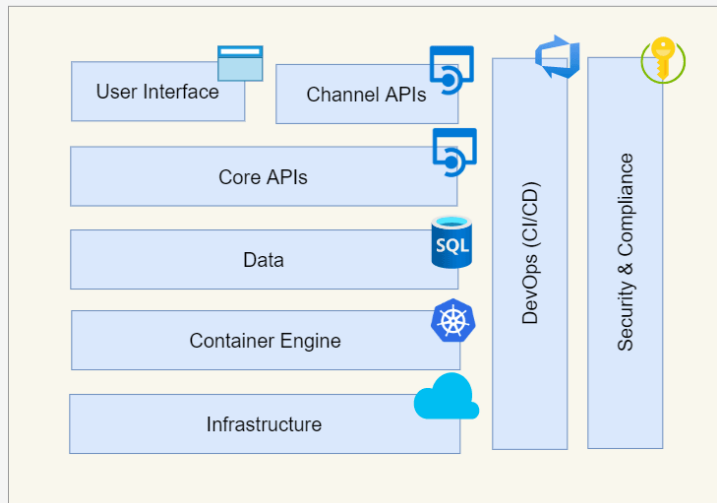 User Interface
Channel APIs
Core APIs
Data
SQL
Container Engine
Infrastructure
DevOps (CI/CD)
Security & Compliance